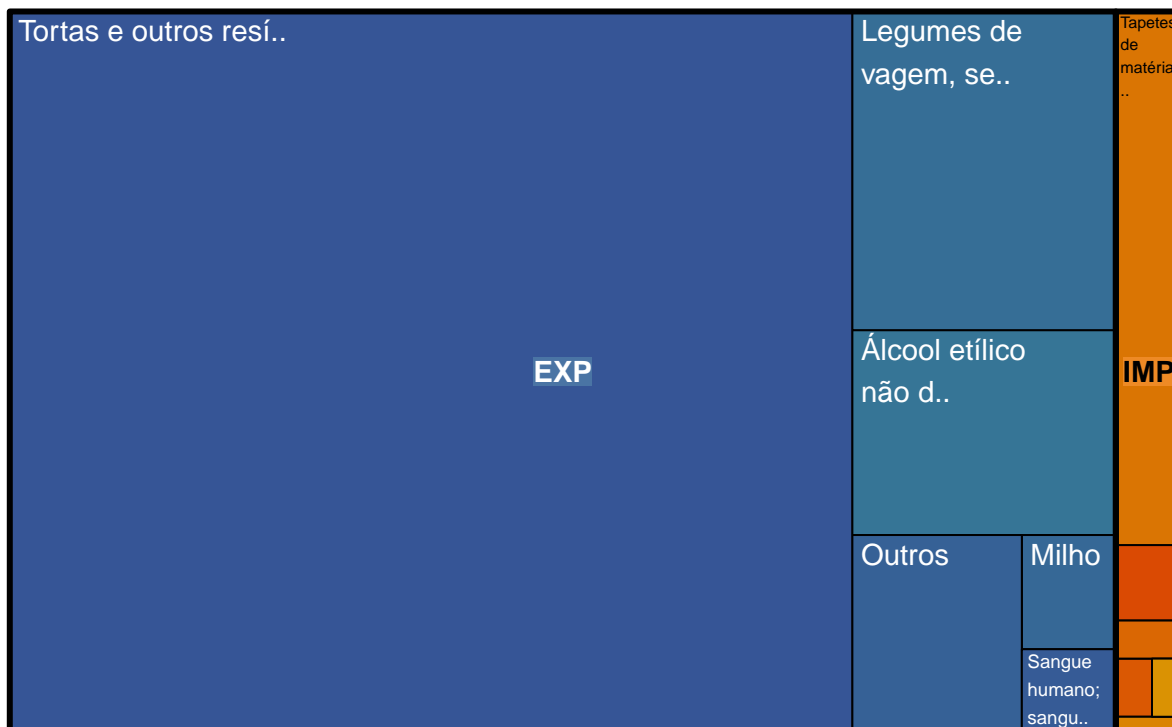 Tortas e outros resí..
Legumes de
vagem, se..
Álcool etílico
não d..
Outros
Milho
Sangue
humano;
sangu..
EXP
Tapetes
de
matéria
..
IMP